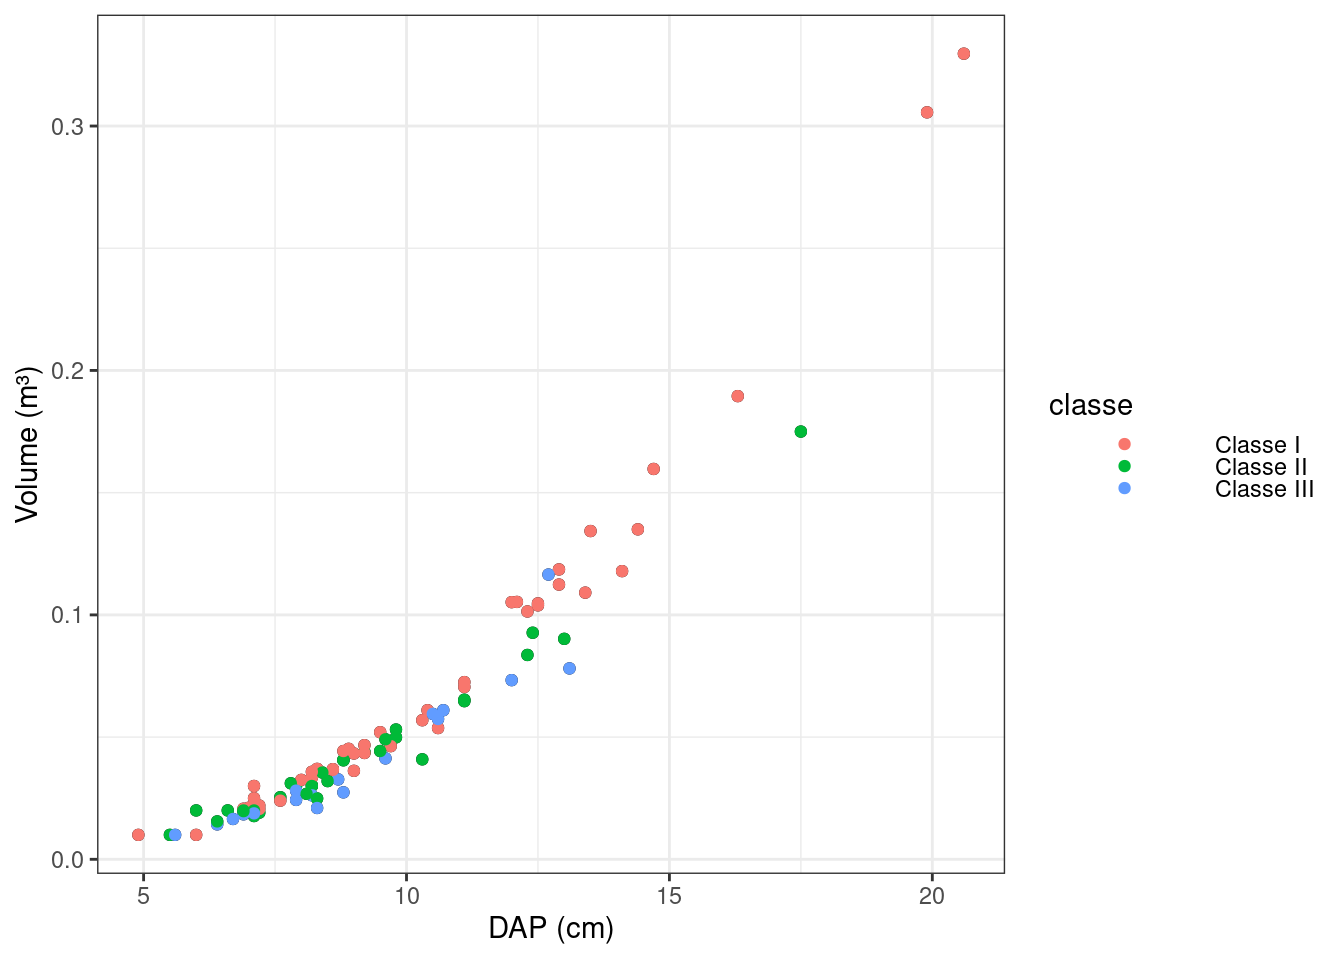 0.3
0.2
0.1
0.0
Volume (m³)
5
10
15
20
DAP (cm)
classe
Classe I
Classe II
Classe III